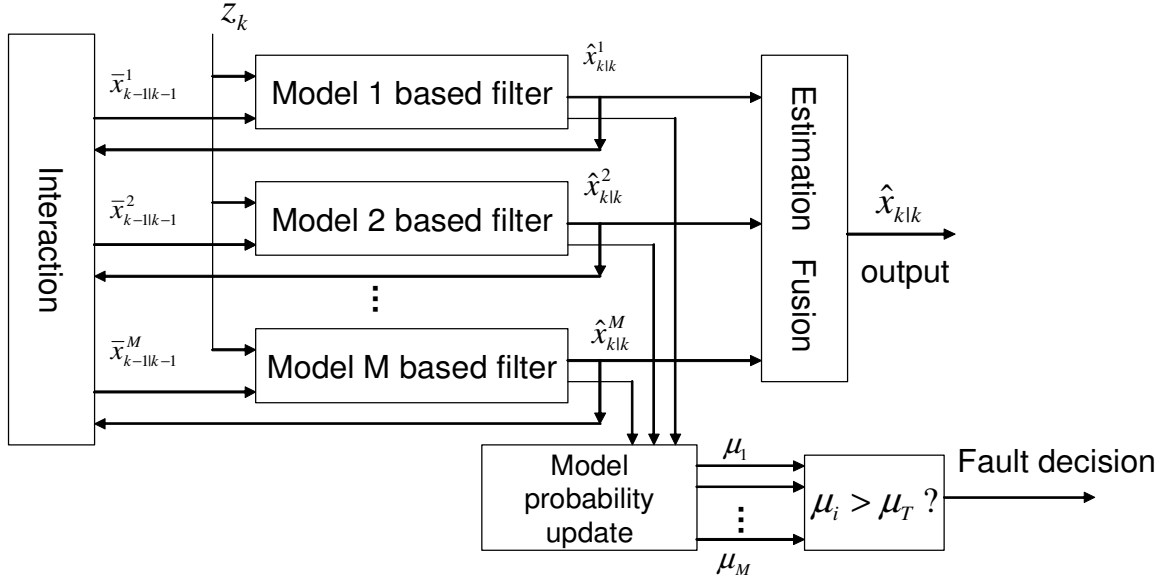 z_k
Interaction
x̄^1_{k-1|k-1}
Model 1 based filter
x̂^1_{k|k}
x̄^2_{k-1|k-1}
Model 2 based filter
x̂^2_{k|k}
⋮
x̄^M_{k-1|k-1}
Model M based filter
x̂^M_{k|k}
Estimation Fusion
x̂_{k|k}
output
Model
probability
update
μ_1
⋮
μ_M
μ_i > μ_T ?
Fault decision